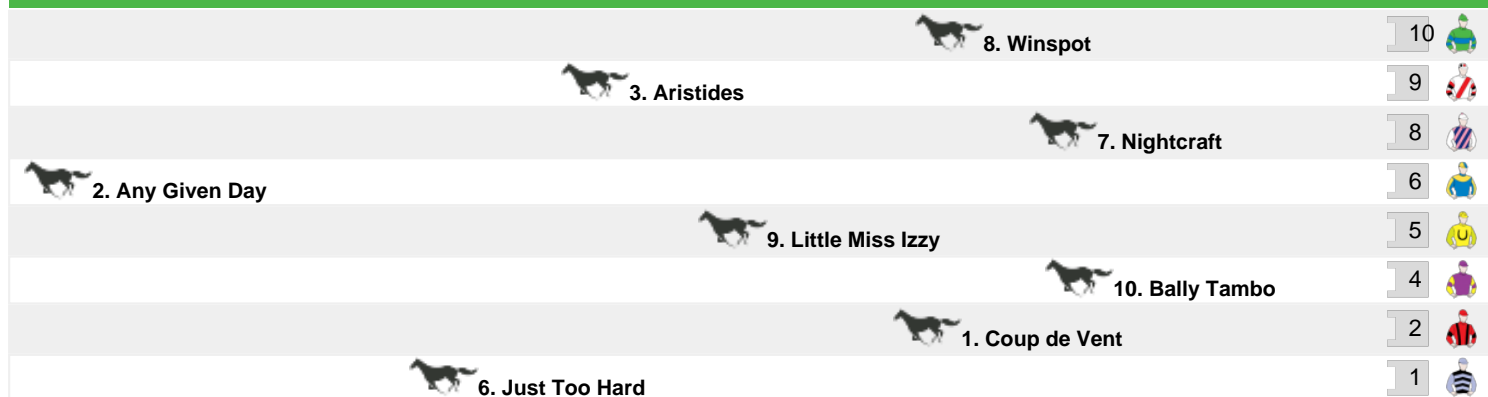 8. Winspot 10
3. Aristides 9
7. Nightcraft 8
2. Any Given Day 6
9. Little Miss Izzy 5
10. Bally Tambo 4
1. Coup de Vent 2
6. Just Too Hard 1